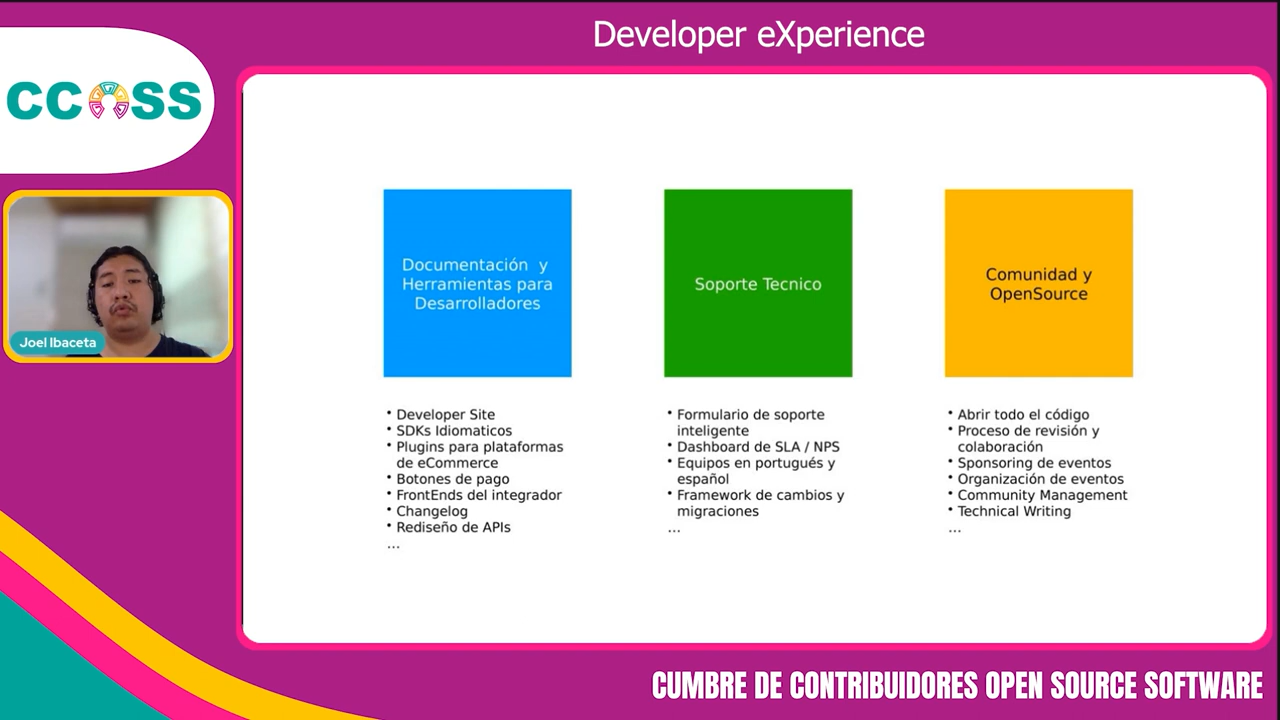 Developer eXperience
CCOSS
Joel Ibaceta
Documentación y
Herramientas para
Desarrolladores
• Developer Site
• SDKs Idiomaticos
• Plugins para plataformas
de eCommerce
• Botones de pago
• FrontEnds del integrador
• Changelog
• Rediseño de APIs
...
Soporte Tecnico
• Formulario de soporte
inteligente
• Dashboard de SLA / NPS
• Equipos en portugués y
español
• Framework de cambios y
migraciones
...
Comunidad y
OpenSource
• Abrir todo el código
• Proceso de revisión y
colaboración
• Sponsoring de eventos
• Organización de eventos
• Community Management
• Technical Writing
...
CUMBRE DE CONTRIBUIDORES OPEN SOURCE SOFTWARE